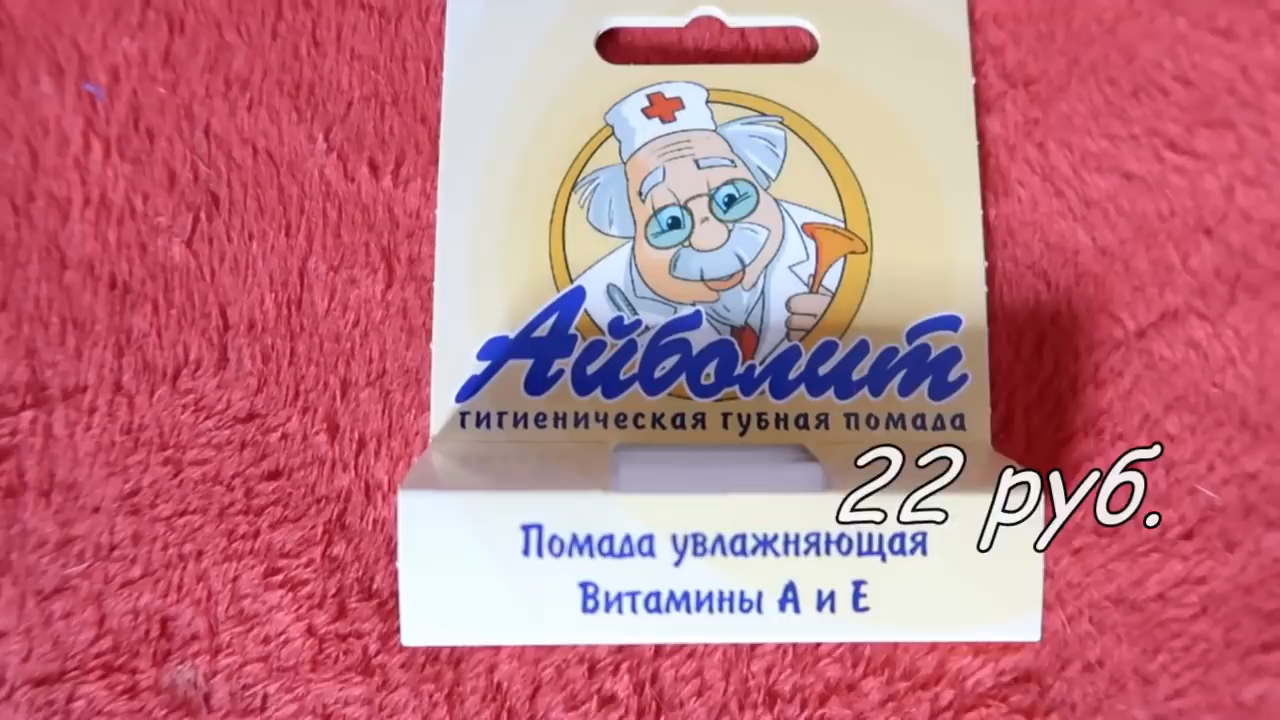 Айболит
гигиеническая губная помада
22 руб.
Помада увлажняющая
Витамины А и Е